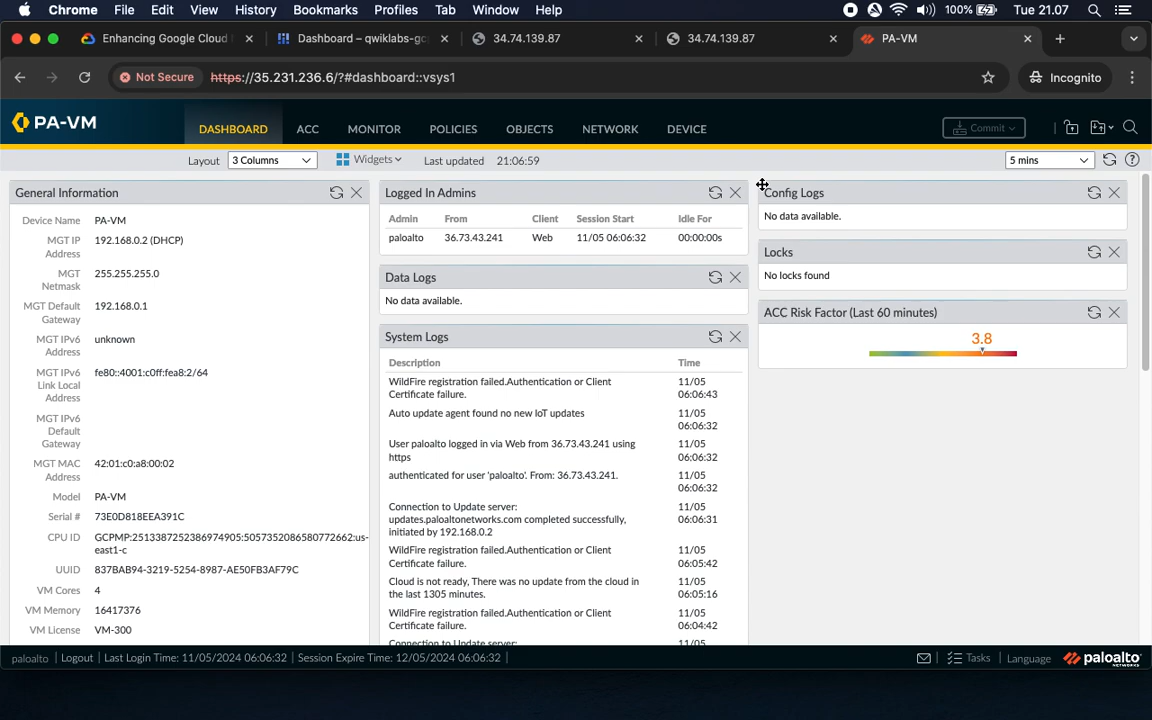 Chrome File Edit View History Bookmarks Profiles Tab Window Help 100% Tue 21.07
Enhancing Google Cloud
Dashboard – qwiklabs-gc
34.74.139.87
34.74.139.87
PA-VM
Not Secure https://35.231.236.6/?#dashboard::vsys1 Incognito
PA-VM DASHBOARD ACC MONITOR POLICIES OBJECTS NETWORK DEVICE Commit
Layout 3 Columns Widgets Last updated 21:06:59 5 mins
General Information
Device Name PA-VM
MGT IP Address 192.168.0.2 (DHCP)
MGT Netmask 255.255.255.0
MGT Default Gateway 192.168.0.1
MGT IPv6 Address unknown
MGT IPv6 Link Local Address fe80::4001:c0ff:fea8:2/64
MGT IPv6 Default Gateway
MGT MAC Address 42:01:c0:a8:00:02
Model PA-VM
Serial # 73E0D818EEA391C
CPU ID GCPMP:2513387252386974905:5057352086580772662:us-east1-c
UUID 837BAB94-3219-5254-8987-AE50FB3AF79C
VM Cores 4
VM Memory 16417376
VM License VM-300
Logged In Admins
Admin From Client Session Start Idle For
paloalto 36.73.43.241 Web 11/05 06:06:32 00:00:00s
Data Logs
No data available.
System Logs
Description Time
WildFire registration failed.Authentication or Client Certificate failure. 11/05 06:06:43
Auto update agent found no new IoT updates 11/05 06:06:32
User paloalto logged in via Web from 36.73.43.241 using https 11/05 06:06:32
authenticated for user 'paloalto'. From: 36.73.43.241. 11/05 06:06:32
Connection to Update server: updates.paloaltonetworks.com completed successfully, initiated by 192.168.0.2 11/05 06:06:31
WildFire registration failed.Authentication or Client Certificate failure. 11/05 06:05:42
Cloud is not ready, There was no update from the cloud in the last 1305 minutes. 11/05 06:05:16
WildFire registration failed.Authentication or Client Certificate failure. 11/05 06:04:42
Connection to Update server: 11/05
Config Logs
No data available.
Locks
No locks found
ACC Risk Factor (Last 60 minutes)
3.8
paloalto | Logout | Last Login Time: 11/05/2024 06:06:32 | Session Expire Time: 12/05/2024 06:06:32 | Tasks | Language paloalto NETWORKS